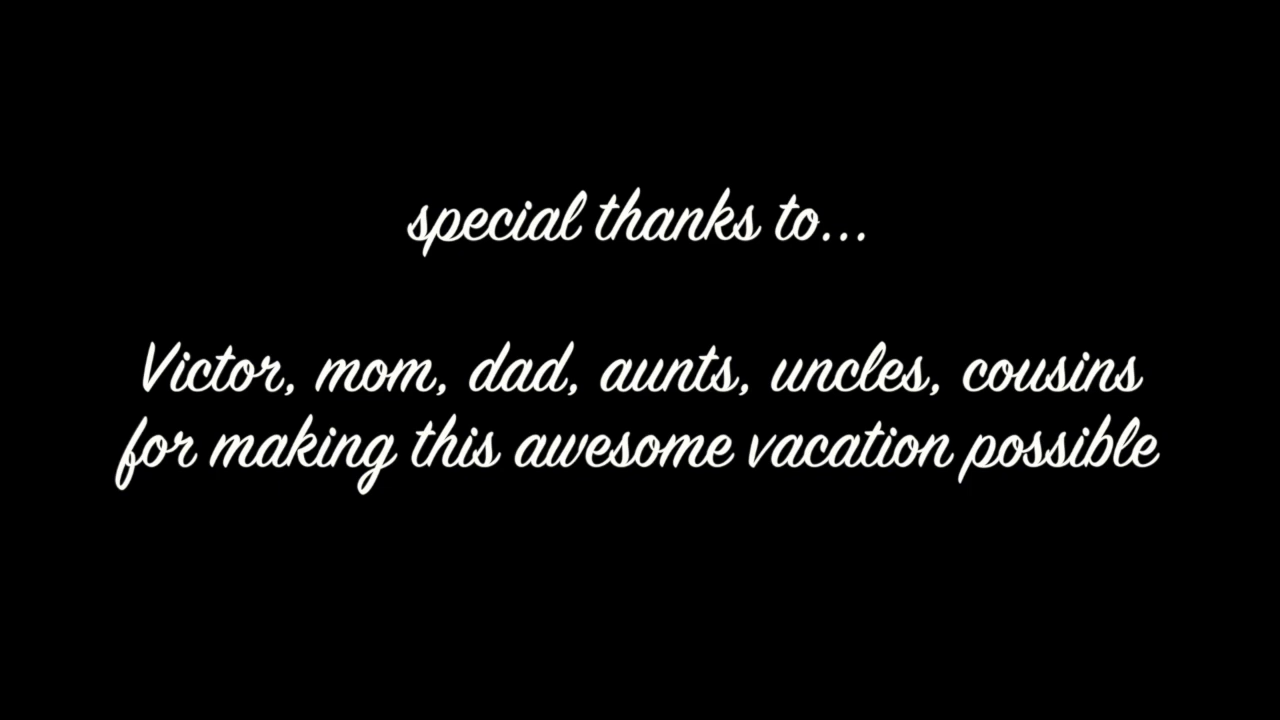 special thanks to...
Victor, mom, dad, aunts, uncles, cousins
for making this awesome vacation possible